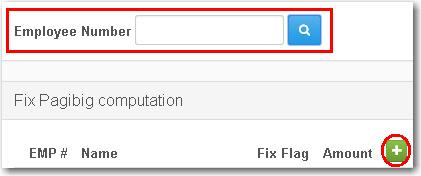 Employee Number
Fix Pagibig computation
EMP # Name Fix Flag Amount